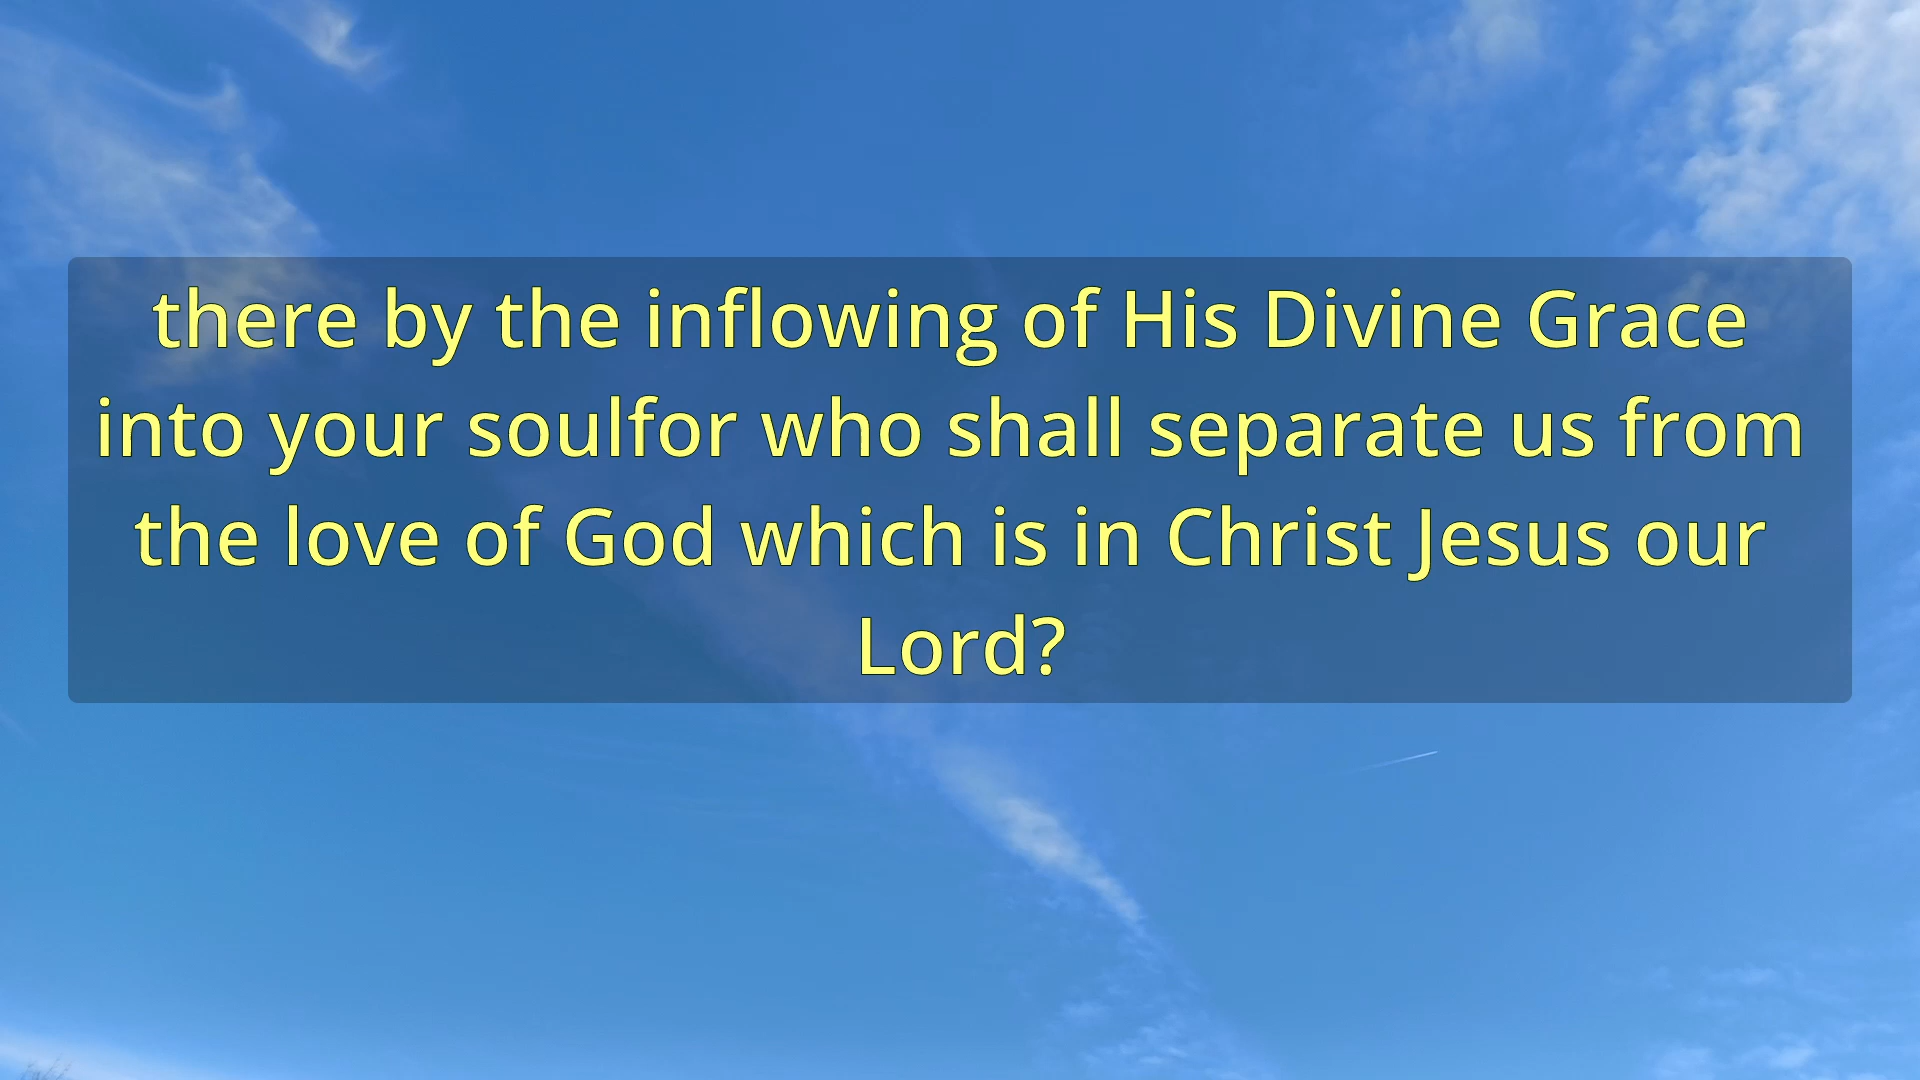 there by the inflowing of His Divine Grace
into your soulfor who shall separate us from
the love of God which is in Christ Jesus our
Lord?